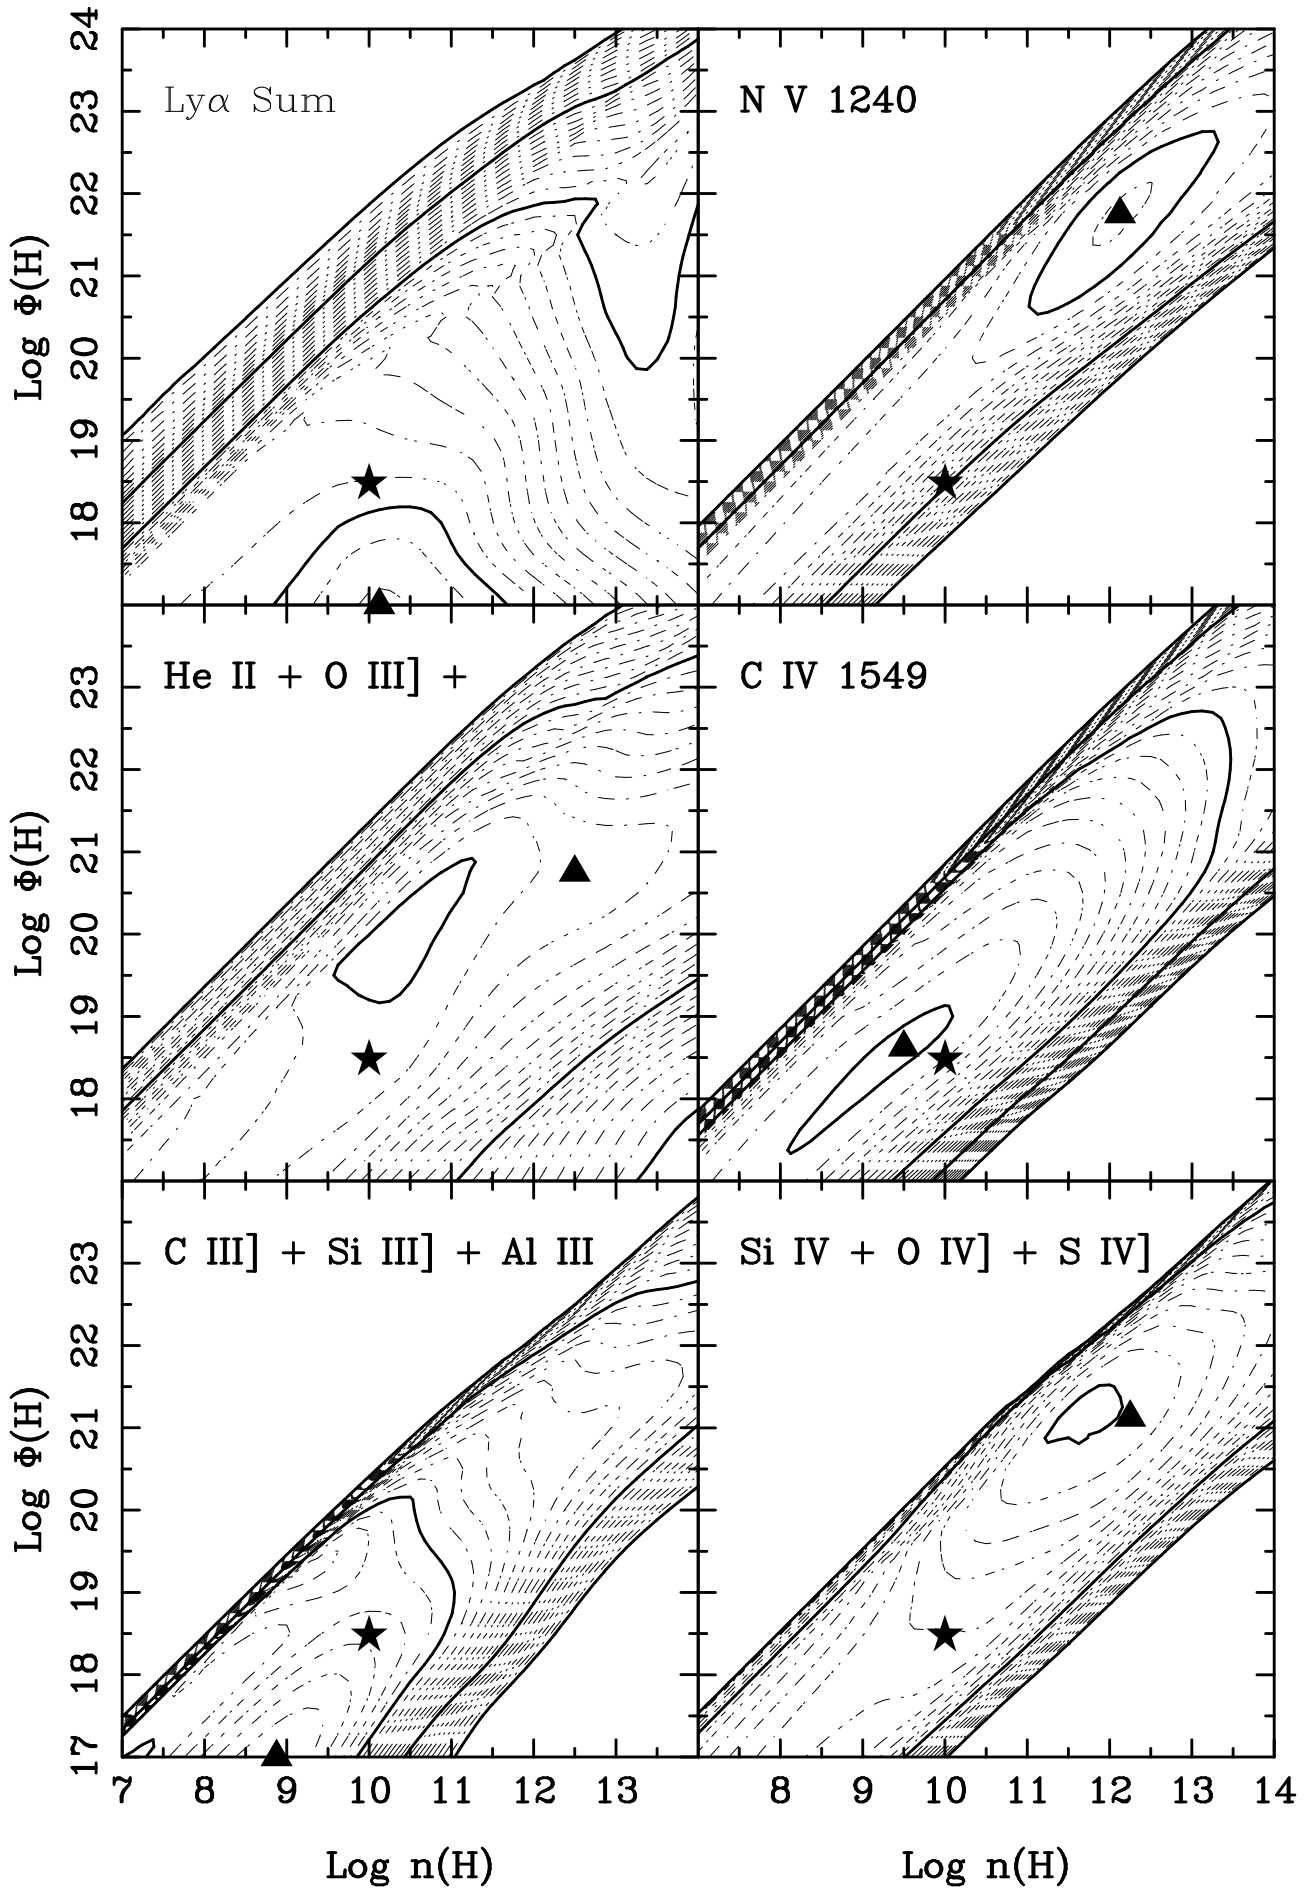 24
23
22
21
20
19
18
Log Φ(H)
Lyα Sum
N V 1240
23
22
21
20
19
18
Log Φ(H)
He II + O III] +
C IV 1549
23
22
21
20
19
18
17
Log Φ(H)
C III] + Si III] + Al III
Si IV + O IV] + S IV]
7 8 9 10 11 12 13
8 9 10 11 12 13 14
Log n(H)
Log n(H)